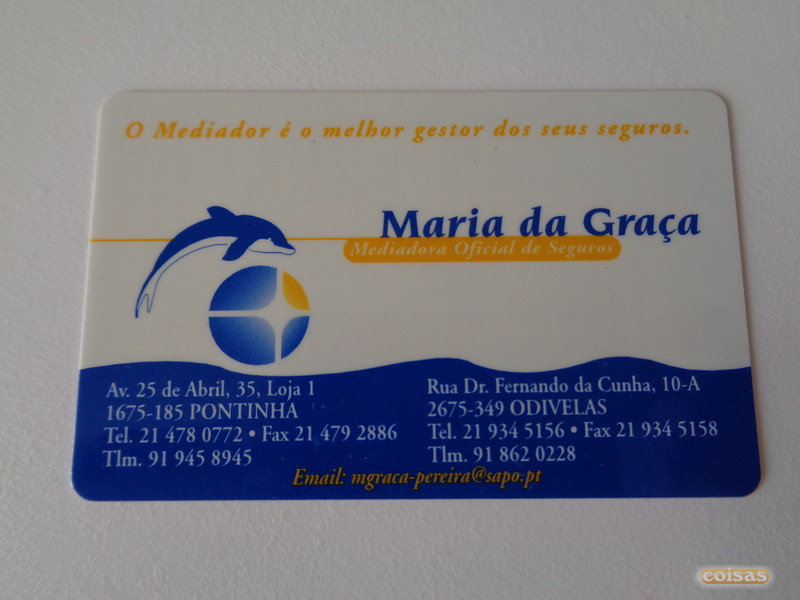 O Mediador é o melhor gestor dos seus seguros.
Maria da Graça
Mediadora Oficial de Seguros
Av. 25 de Abril, 35, Loja 1
1675-185 PONTINHA
Tel. 21 478 0772 • Fax 21 479 2886
Tlm. 91 945 8945
Rua Dr. Fernando da Cunha, 10-A
2675-349 ODIVELAS
Tel. 21 934 5156 • Fax 21 934 5158
Tlm. 91 862 0228
Email: mgraca-pereira@sapo.pt
coisas